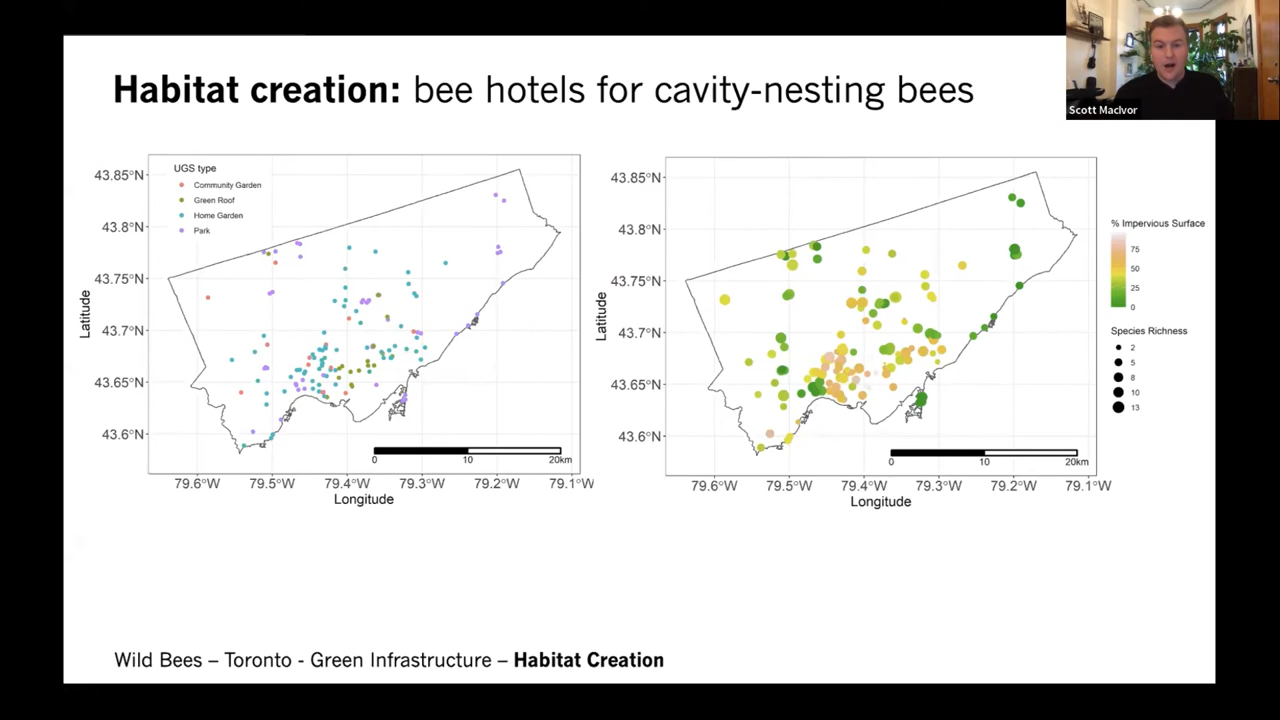 Habitat creation: bee hotels for cavity-nesting bees
Scott MacIvor
UGS type
Community Garden
Green Roof
Home Garden
Park
43.85°N
43.8°N
43.75°N
43.7°N
43.65°N
43.6°N
Latitude
0 10 20km
79.6°W 79.5°W 79.4°W 79.3°W 79.2°W 79.1°W
Longitude
43.85°N
43.8°N
43.75°N
43.7°N
43.65°N
43.6°N
Latitude
0 10 20km
79.6°W 79.5°W 79.4°W 79.3°W 79.2°W 79.1°W
Longitude
% Impervious Surface
75
50
25
0
Species Richness
2
5
8
10
13
Wild Bees – Toronto - Green Infrastructure – Habitat Creation